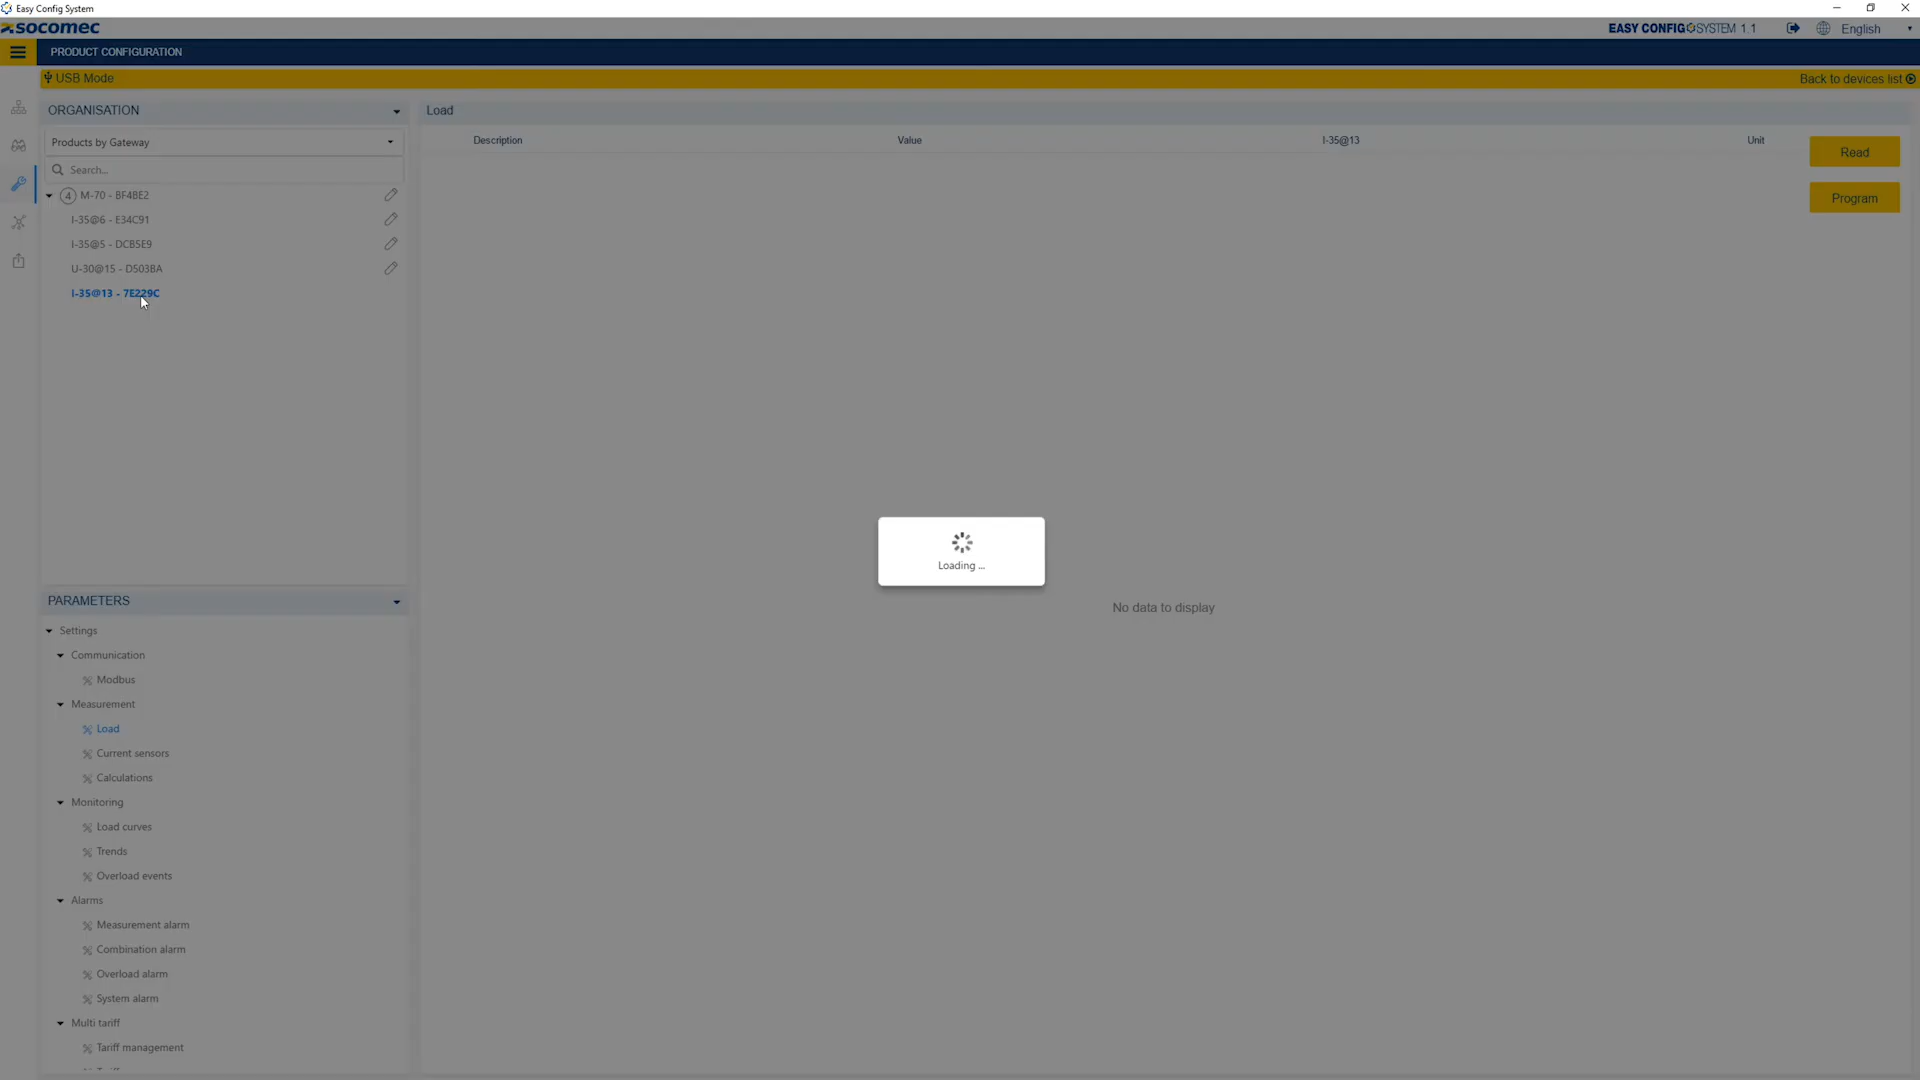 Easy Config System
socomec
EASY CONFIG SYSTEM 1.1
English
PRODUCT CONFIGURATION
USB Mode
Back to devices list
ORGANISATION
Products by Gateway
Search...
4 M-70 - BF4BE2
I-35@6 - E34C91
I-35@5 - DCB5E9
U-30@15 - D503BA
I-35@13 - 7E229C
Load
Description Value I-35@13 Unit
Read
Program
Loading ...
No data to display
PARAMETERS
Settings
Communication
Modbus
Measurement
Load
Current sensors
Calculations
Monitoring
Load curves
Trends
Overload events
Alarms
Measurement alarm
Combination alarm
Overload alarm
System alarm
Multi tariff
Tariff management